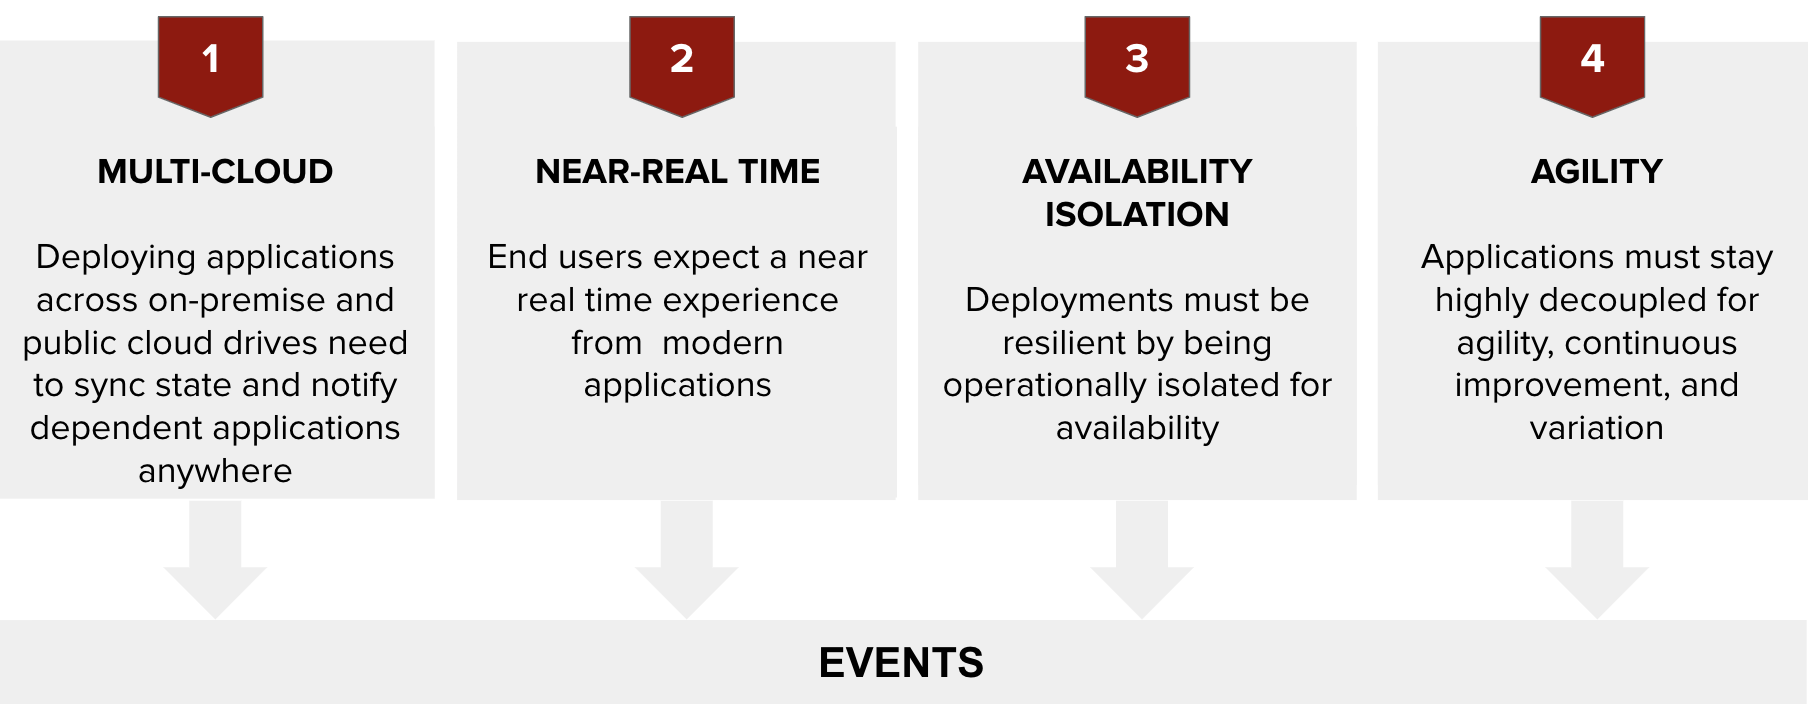 1
MULTI-CLOUD
Deploying applications
across on-premise and
public cloud drives need
to sync state and notify
dependent applications
anywhere
2
NEAR-REAL TIME
End users expect a near
real time experience
from  modern
applications
3
AVAILABILITY
ISOLATION
Deployments must be
resilient by being
operationally isolated for
availability
4
AGILITY
Applications must stay
highly decoupled for
agility, continuous
improvement, and
variation
EVENTS